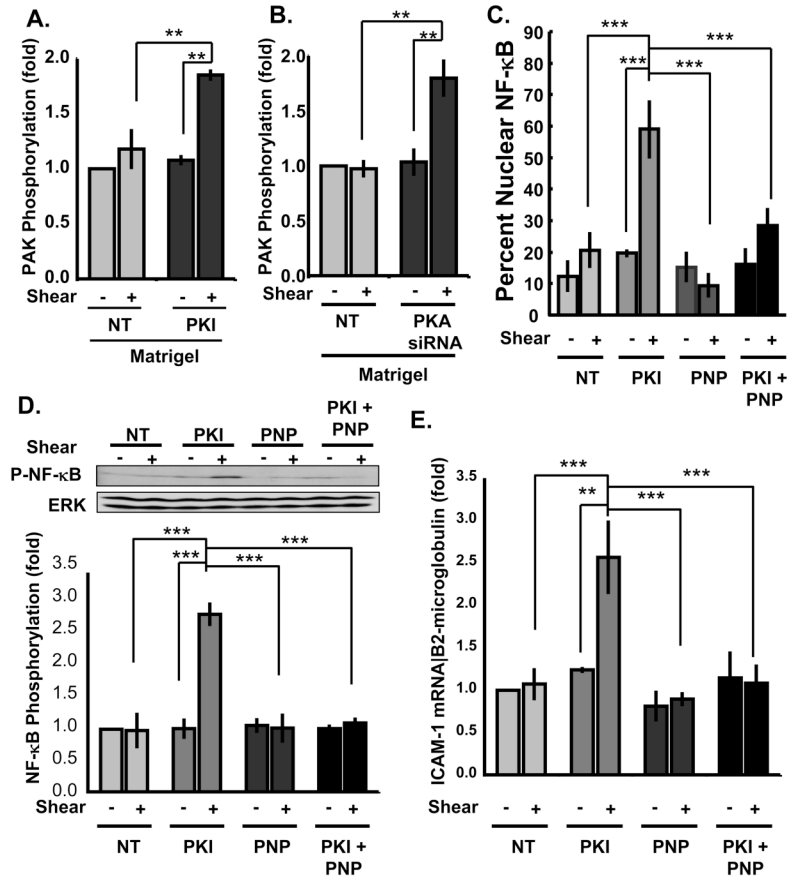 A.
PAK Phosphorylation (fold)
2.0
1.5
1.0
0.5
0.0
**
**
Shear - + - +
NT PKI
Matrigel
B.
PAK Phosphorylation (fold)
2.0
1.5
1.0
0.5
0.0
**
**
Shear - + - +
NT PKA
siRNA
Matrigel
C.
Percent Nuclear NF-κB
90
80
70
60
50
40
30
20
10
0
***
***
***
***
Shear - + - + - + - +
NT PKI PNP PKI +
PNP
D.
Shear NT PKI PNP PKI +
PNP
- + - + - + - +
P-NF-κB
ERK
NF-κB Phosphorylation (fold)
3.5
3.0
2.5
2.0
1.5
1.0
0.5
0.0
***
***
***
***
Shear - + - + - + - +
NT PKI PNP PKI +
PNP
E.
ICAM-1 mRNA|B2-microglobulin (fold)
3.5
3.0
2.5
2.0
1.5
1.0
0.5
0.0
***
**
***
***
Shear - + - + - + - +
NT PKI PNP PKI +
PNP